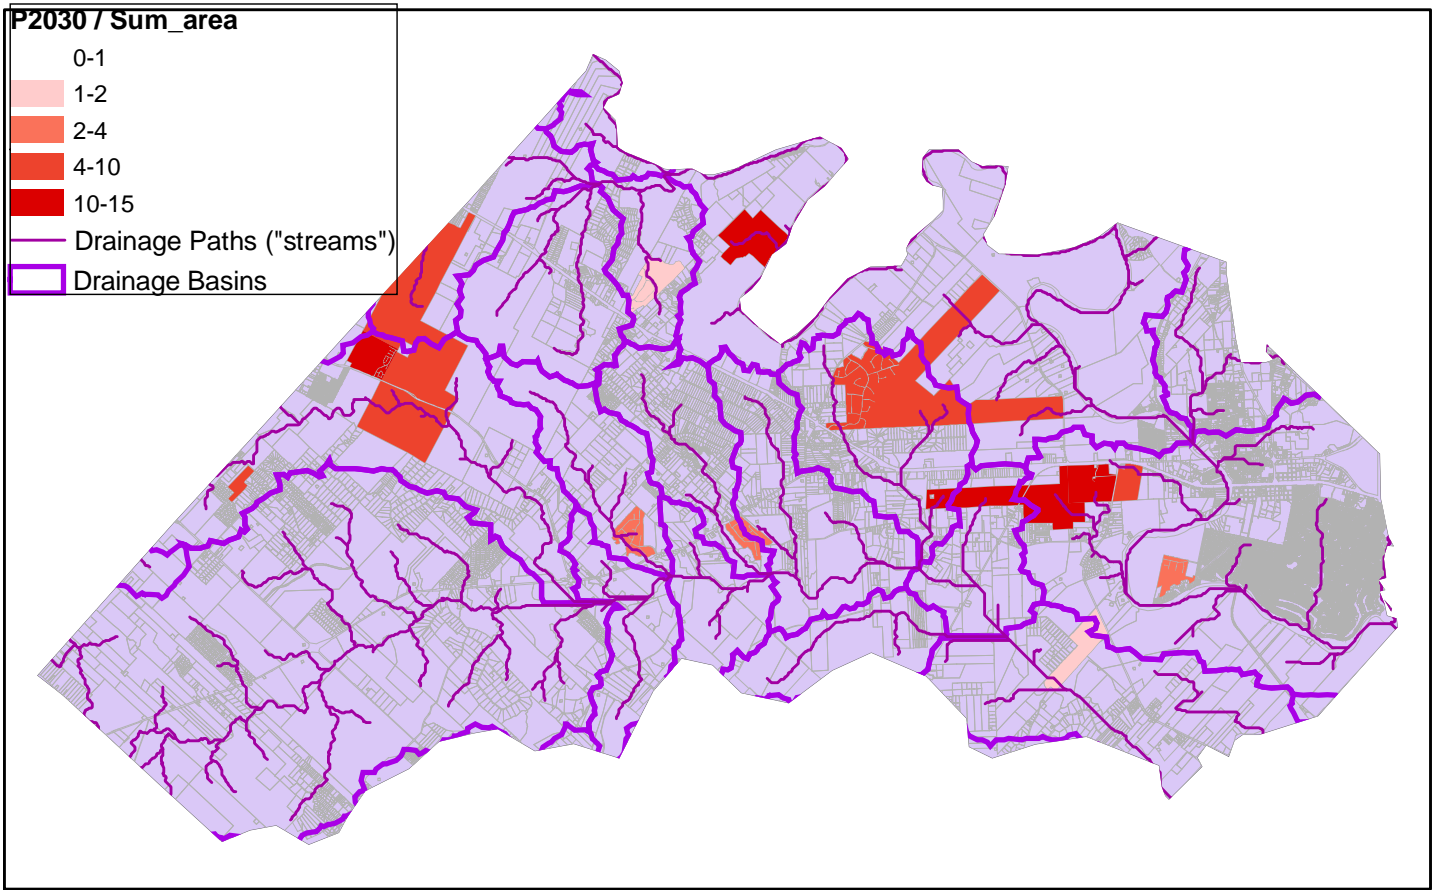 P2030 / Sum_area
0-1
1-2
2-4
4-10
10-15
Drainage Paths ("streams")
Drainage Basins